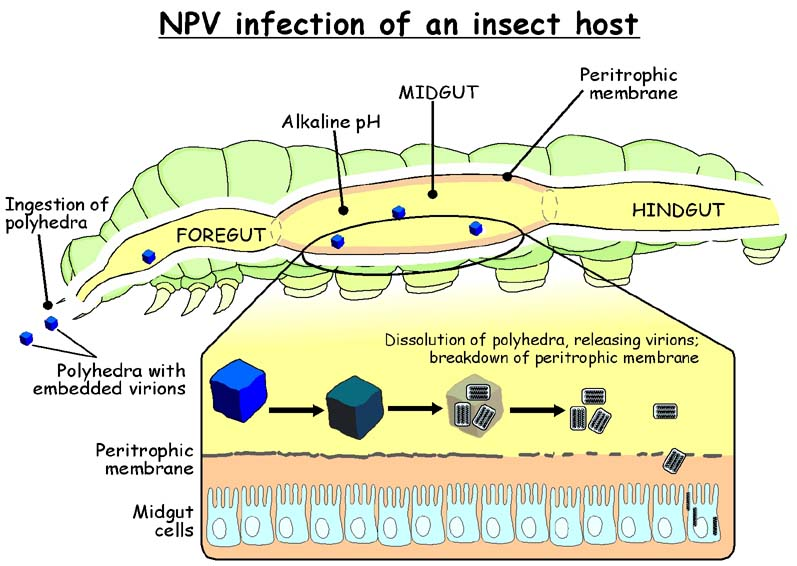 NPV infection of an insect host
Peritrophic
membrane
MIDGUT
Alkaline pH
Ingestion of
polyhedra
FOREGUT
HINDGUT
Polyhedra with
embedded virions
Dissolution of polyhedra, releasing virions;
breakdown of peritrophic membrane
Peritrophic
membrane
Midgut
cells